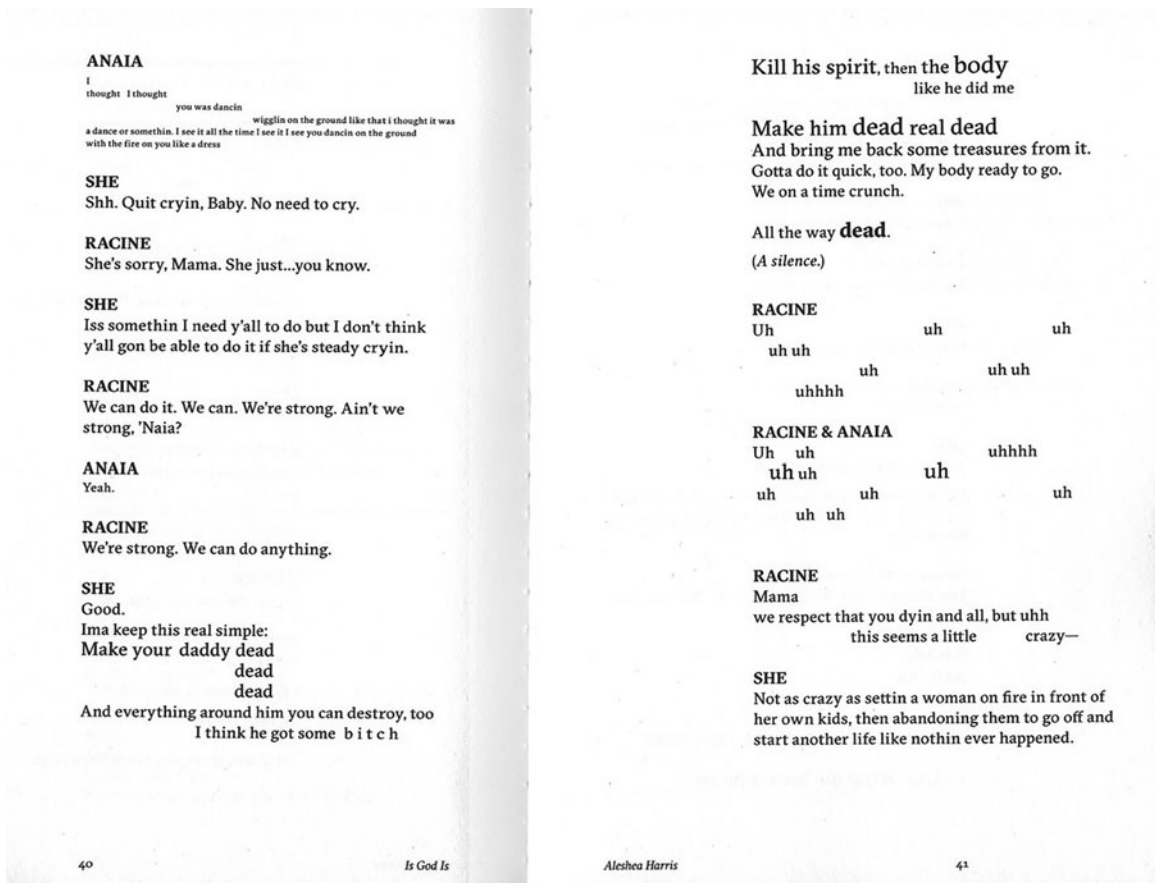 ANAIA
I
thought I thought
you was dancin
wigglin on the ground like that i thought it was
a dance or somethin. I see it all the time I see it I see you dancin on the ground
with the fire on you like a dress
SHE
Shh. Quit cryin, Baby. No need to cry.
RACINE
She's sorry, Mama. She just...you know.
SHE
Iss somethin I need y'all to do but I don't think
y'all gon be able to do it if she's steady cryin.
RACINE
We can do it. We can. We're strong. Ain't we
strong, 'Naia?
ANAIA
Yeah.
RACINE
We're strong. We can do anything.
SHE
Good.
Ima keep this real simple:
Make your daddy dead
dead
dead
And everything around him you can destroy, too
I think he got some b i t c h
40 Is God Is
Kill his spirit, then the body
like he did me
Make him dead real dead
And bring me back some treasures from it.
Gotta do it quick, too. My body ready to go.
We on a time crunch.
All the way dead.
(A silence.)
RACINE
Uh uh uh
uh uh
uh uh uh
uhhhh
RACINE & ANAIA
Uh uh uhhhh
uh uh uh
uh uh uh
uh uh
RACINE
Mama
we respect that you dyin and all, but uhh
this seems a little crazy—
SHE
Not as crazy as settin a woman on fire in front of
her own kids, then abandoning them to go off and
start another life like nothin ever happened.
Aleshea Harris 41